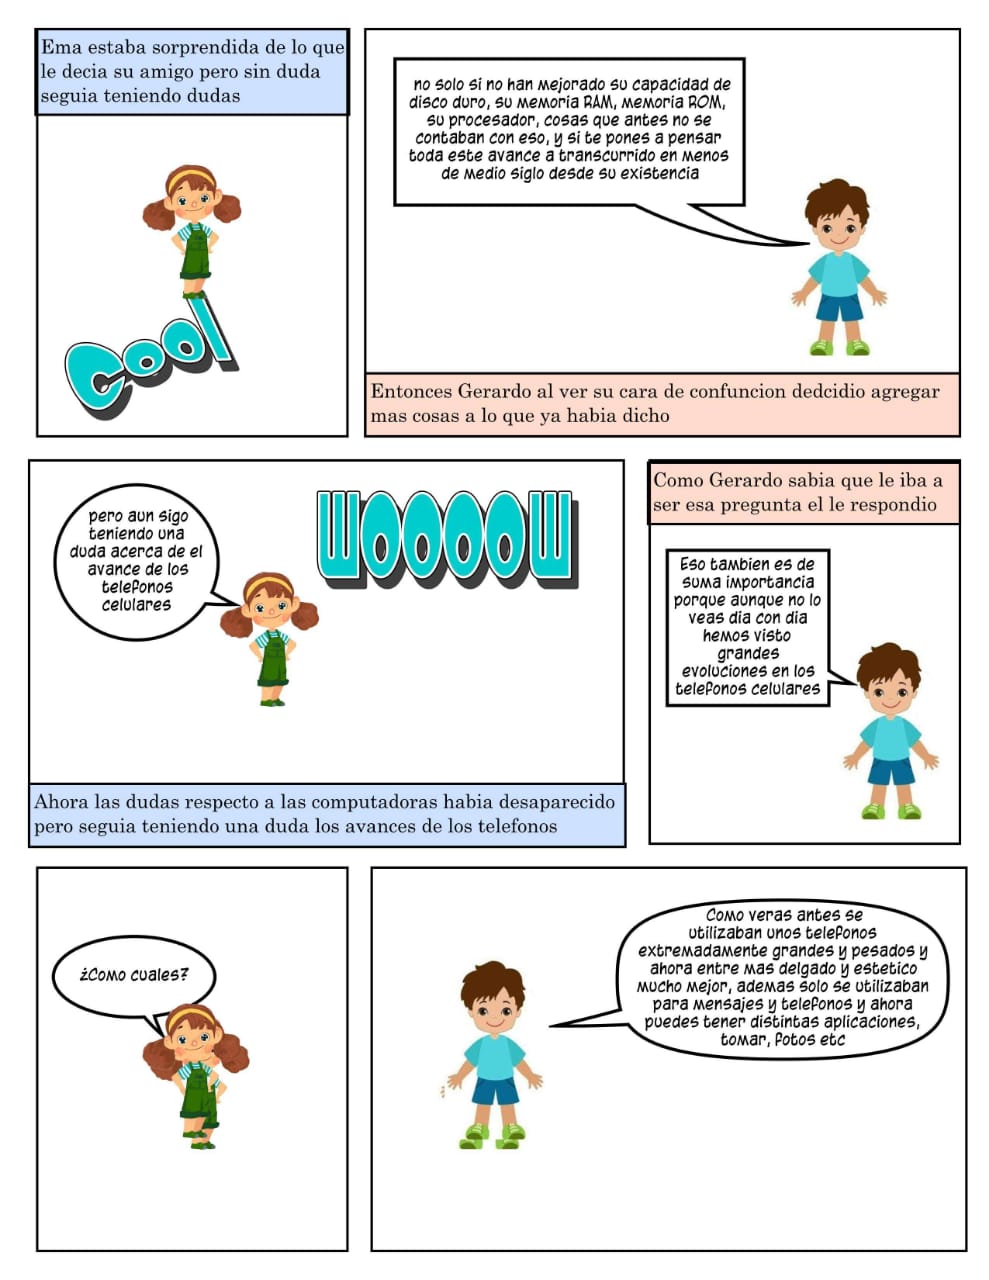 Ema estaba sorprendida de lo que
le decia su amigo pero sin duda
seguia teniendo dudas
Cool
no solo si no han mejorado su capacidad de
disco duro, su memoria RAM, memoria ROM,
su procesador, cosas que antes no se
contaban con eso, y si te pones a pensar
toda este avance a transcurrido en menos
de medio siglo desde su existencia
Entonces Gerardo al ver su cara de confuncion dedcidio agregar
mas cosas a lo que ya habia dicho
pero aun sigo
teniendo una
duda acerca de el
avance de los
telefonos
celulares
WOOOOW
Ahora las dudas respecto a las computadoras habia desaparecido
pero seguia teniendo una duda los avances de los telefonos
Como Gerardo sabia que le iba a
ser esa pregunta el le respondio
Eso tambien es de
suma importancia
porque aunque no lo
veas dia con dia
hemos visto
grandes
evoluciones en los
telefonos celulares
¿Como cuales?
Como veras antes se
utilizaban unos telefonos
extremadamente grandes y pesados y
ahora entre mas delgado y estetico
mucho mejor, ademas solo se utilizaban
para mensajes y telefonos y ahora
puedes tener distintas aplicaciones,
tomar, fotos etc